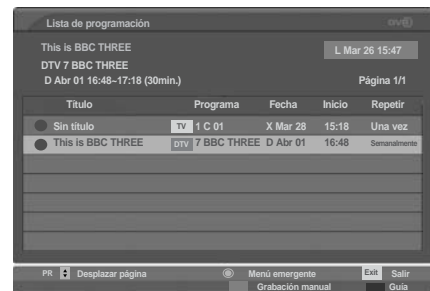 Lista de programación
This is BBC THREE
L Mar 26 15:47
DTV 7 BBC THREE
D Abr 01 16:48~17:18 (30min.)
Página 1/1
Título Programa Fecha Inicio Repetir
Sin título TV 1 C 01 X Mar 28 15:18 Una vez
This is BBC THREE DTV 7 BBC THREE D Abr 01 16:48 Semanalmente
PR Desplazar página Menú emergente Exit Salir
Grabación manual Guía